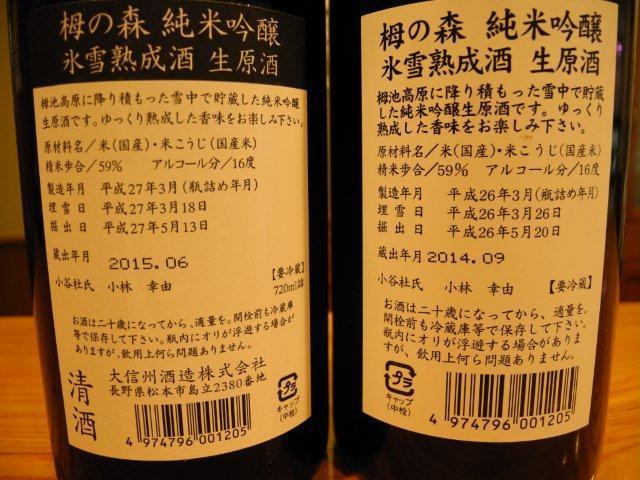 栂の森 純米吟醸
氷雪熟成酒 生原酒
栂池高原に降り積もった雪中で貯蔵した純米吟醸
生原酒です。ゆっくり熟成した香味をお楽しみ下さい。
原材料名／米(国産)・米こうじ(国産米)
精米歩合／59% アルコール分／16度
製造年月 平成27年3月(瓶詰め年月)
埋雪日 平成27年3月18日
掘出日 平成27年5月13日
蔵出年月 2015.06
小谷杜氏 小林 幸由
【要冷蔵】
720ml詰
お酒は二十歳になってから、適量を。開栓前も冷蔵庫
等で保存して下さい。瓶内にオリが浮遊する場合が
ありますが、飲用上何ら問題ありません。
清酒
大信州酒造株式会社
長野県松本市島立2380番地
プラ
キャップ
(中栓)
4 974796 001205
栂の森 純米吟醸
氷雪熟成酒 生原酒
栂池高原に降り積もった雪中で貯蔵
した純米吟醸生原酒です。ゆっくり
熟成した香味をお楽しみ下さい。
原材料名／米(国産)・米こうじ(国産米)
精米歩合／59% アルコール分／16度
製造年月 平成26年3月(瓶詰め年月)
埋雪日 平成26年3月26日
掘出日 平成26年5月20日
蔵出年月 2014.09
小谷杜氏 小林 幸由
【要冷蔵】
お酒は二十歳になってから、適量を。
開栓前も冷蔵庫等で保存して下さい。
瓶内にオリが浮遊する場合がありま
すが、飲用上何ら問題ありません。
プラ
キャップ
(中栓)
4 974796 001205